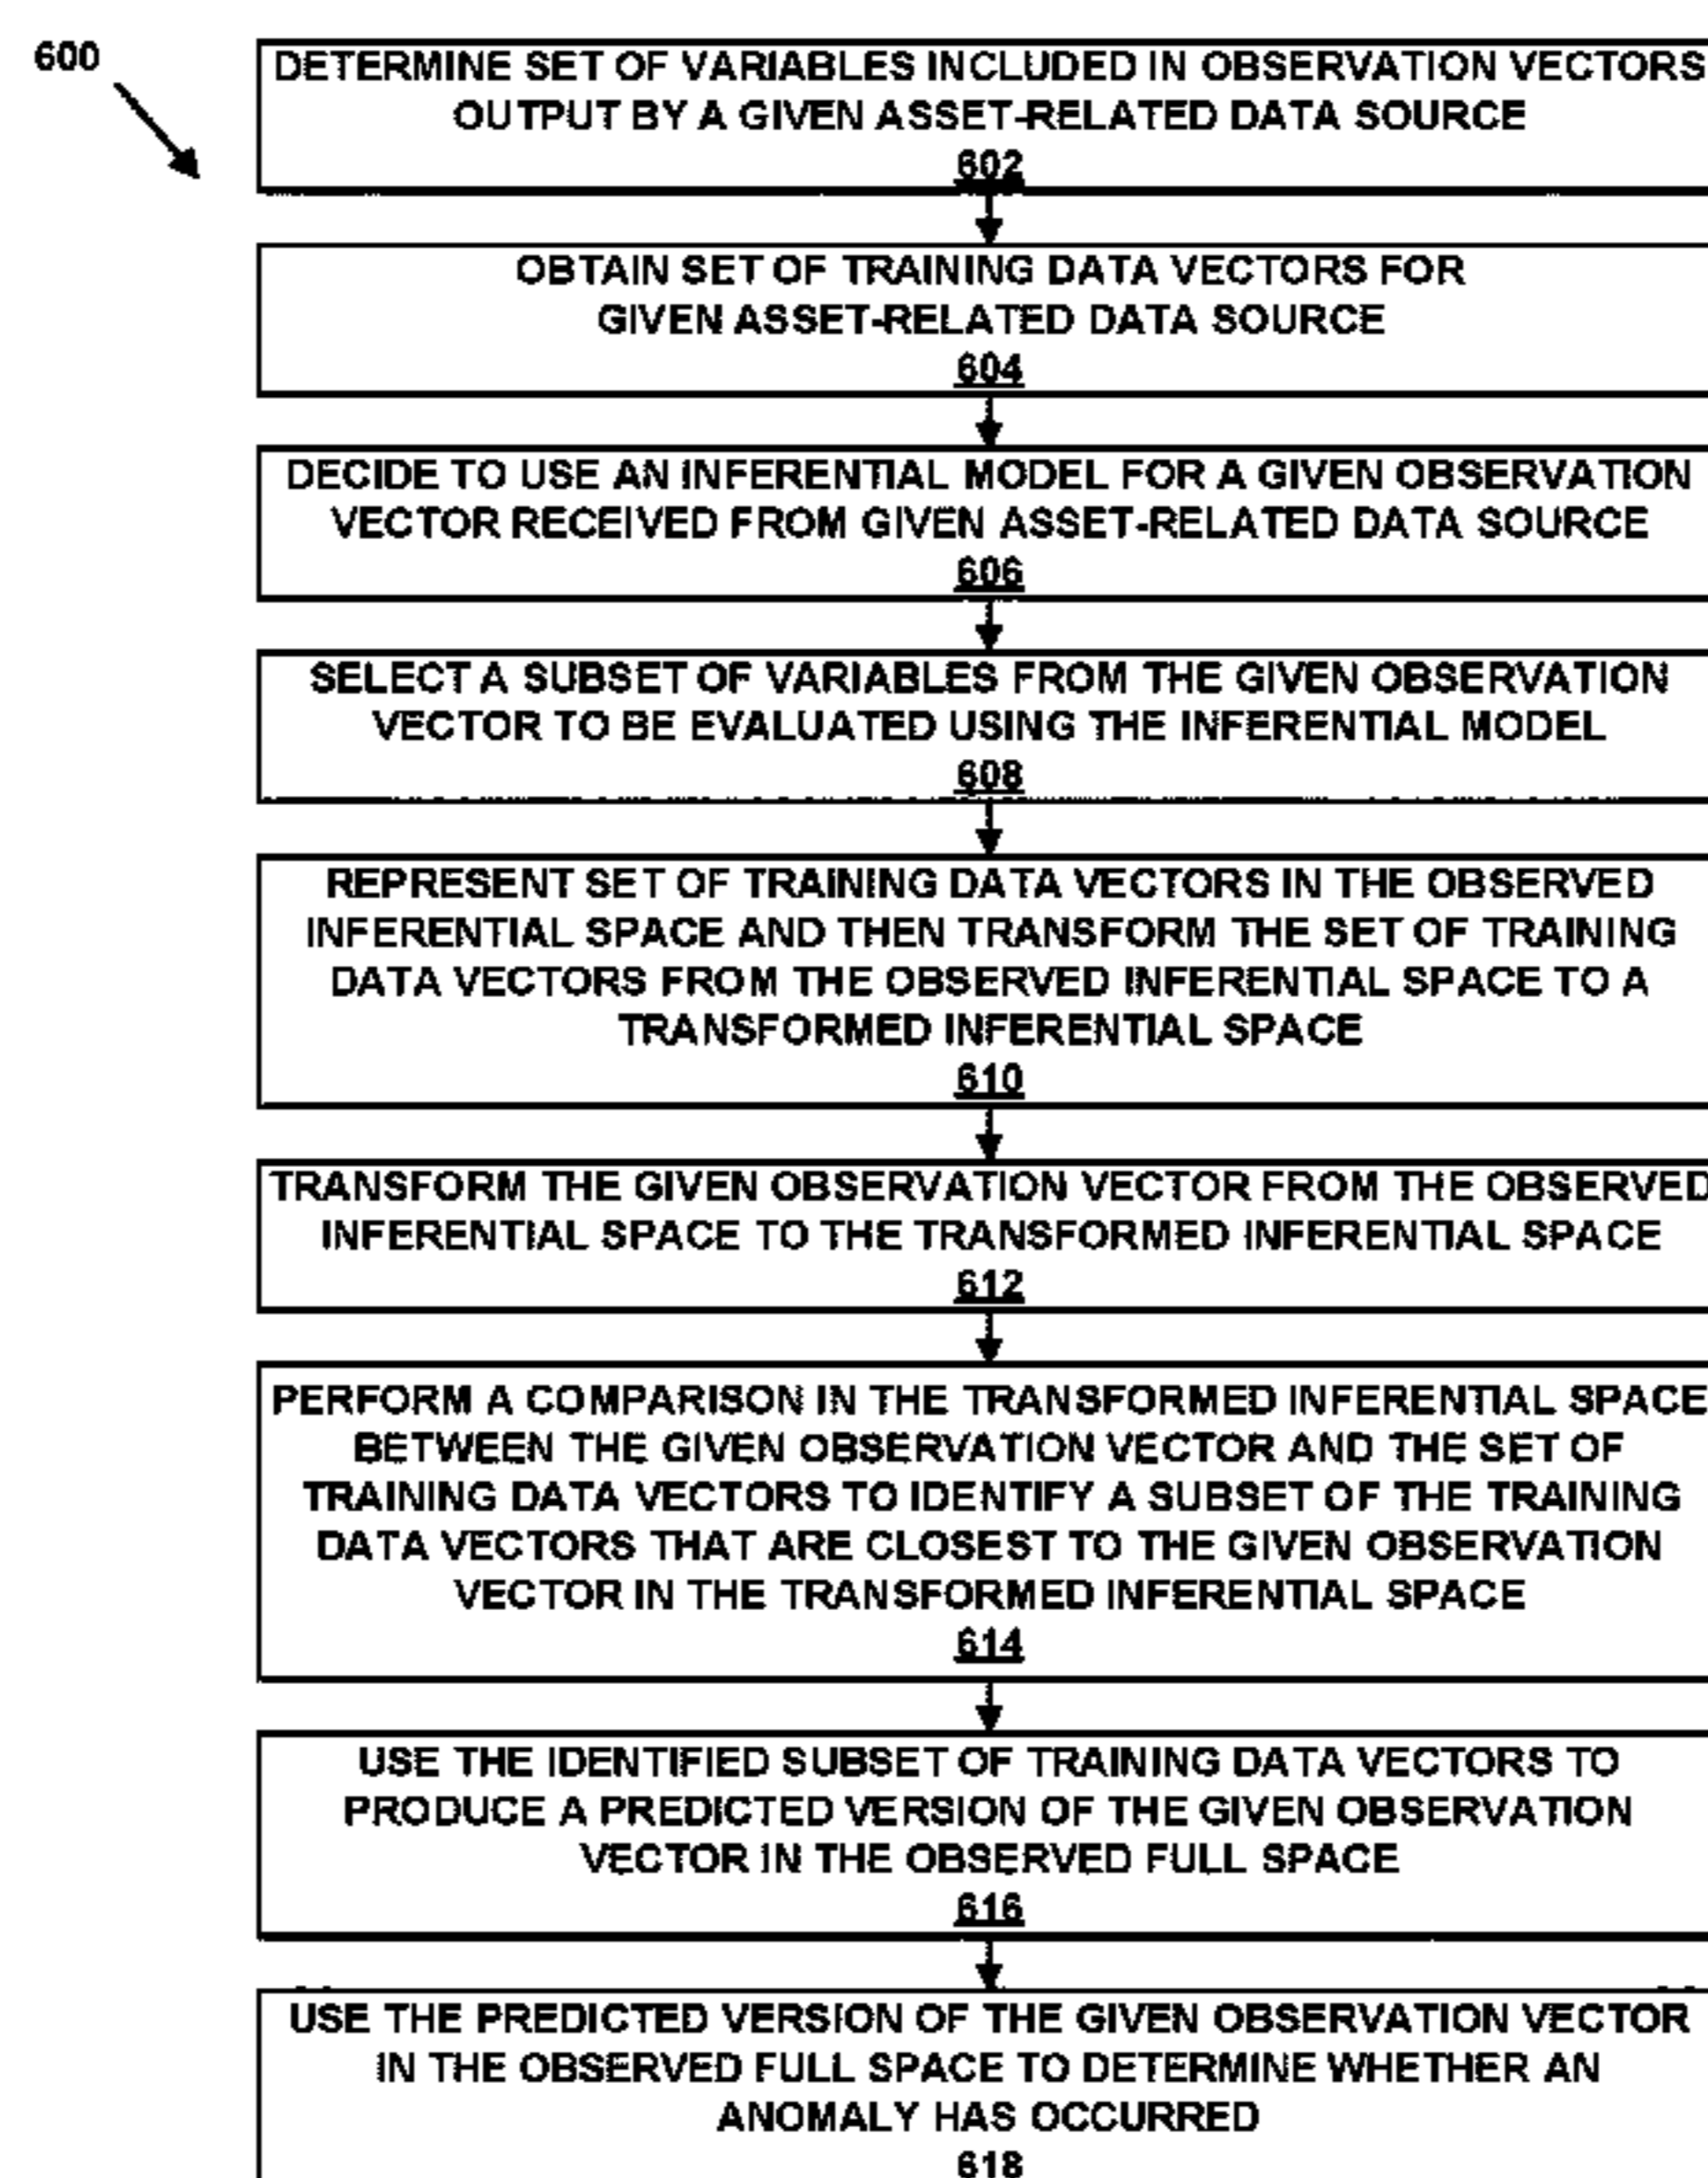 600
DETERMINE SET OF VARIABLES INCLUDED IN OBSERVATION VECTORS
OUTPUT BY A GIVEN ASSET-RELATED DATA SOURCE
602
OBTAIN SET OF TRAINING DATA VECTORS FOR
GIVEN ASSET-RELATED DATA SOURCE
604
DECIDE TO USE AN INFERENTIAL MODEL FOR A GIVEN OBSERVATION
VECTOR RECEIVED FROM GIVEN ASSET-RELATED DATA SOURCE
606
SELECT A SUBSET OF VARIABLES FROM THE GIVEN OBSERVATION
VECTOR TO BE EVALUATED USING THE INFERENTIAL MODEL
608
REPRESENT SET OF TRAINING DATA VECTORS IN THE OBSERVED
INFERENTIAL SPACE AND THEN TRANSFORM THE SET OF TRAINING
DATA VECTORS FROM THE OBSERVED INFERENTIAL SPACE TO A
TRANSFORMED INFERENTIAL SPACE
610
TRANSFORM THE GIVEN OBSERVATION VECTOR FROM THE OBSERVED
INFERENTIAL SPACE TO THE TRANSFORMED INFERENTIAL SPACE
612
PERFORM A COMPARISON IN THE TRANSFORMED INFERENTIAL SPACE
BETWEEN THE GIVEN OBSERVATION VECTOR AND THE SET OF
TRAINING DATA VECTORS TO IDENTIFY A SUBSET OF THE TRAINING
DATA VECTORS THAT ARE CLOSEST TO THE GIVEN OBSERVATION
VECTOR IN THE TRANSFORMED INFERENTIAL SPACE
614
USE THE IDENTIFIED SUBSET OF TRAINING DATA VECTORS TO
PRODUCE A PREDICTED VERSION OF THE GIVEN OBSERVATION
VECTOR IN THE OBSERVED FULL SPACE
616
USE THE PREDICTED VERSION OF THE GIVEN OBSERVATION VECTOR
IN THE OBSERVED FULL SPACE TO DETERMINE WHETHER AN
ANOMALY HAS OCCURRED
618